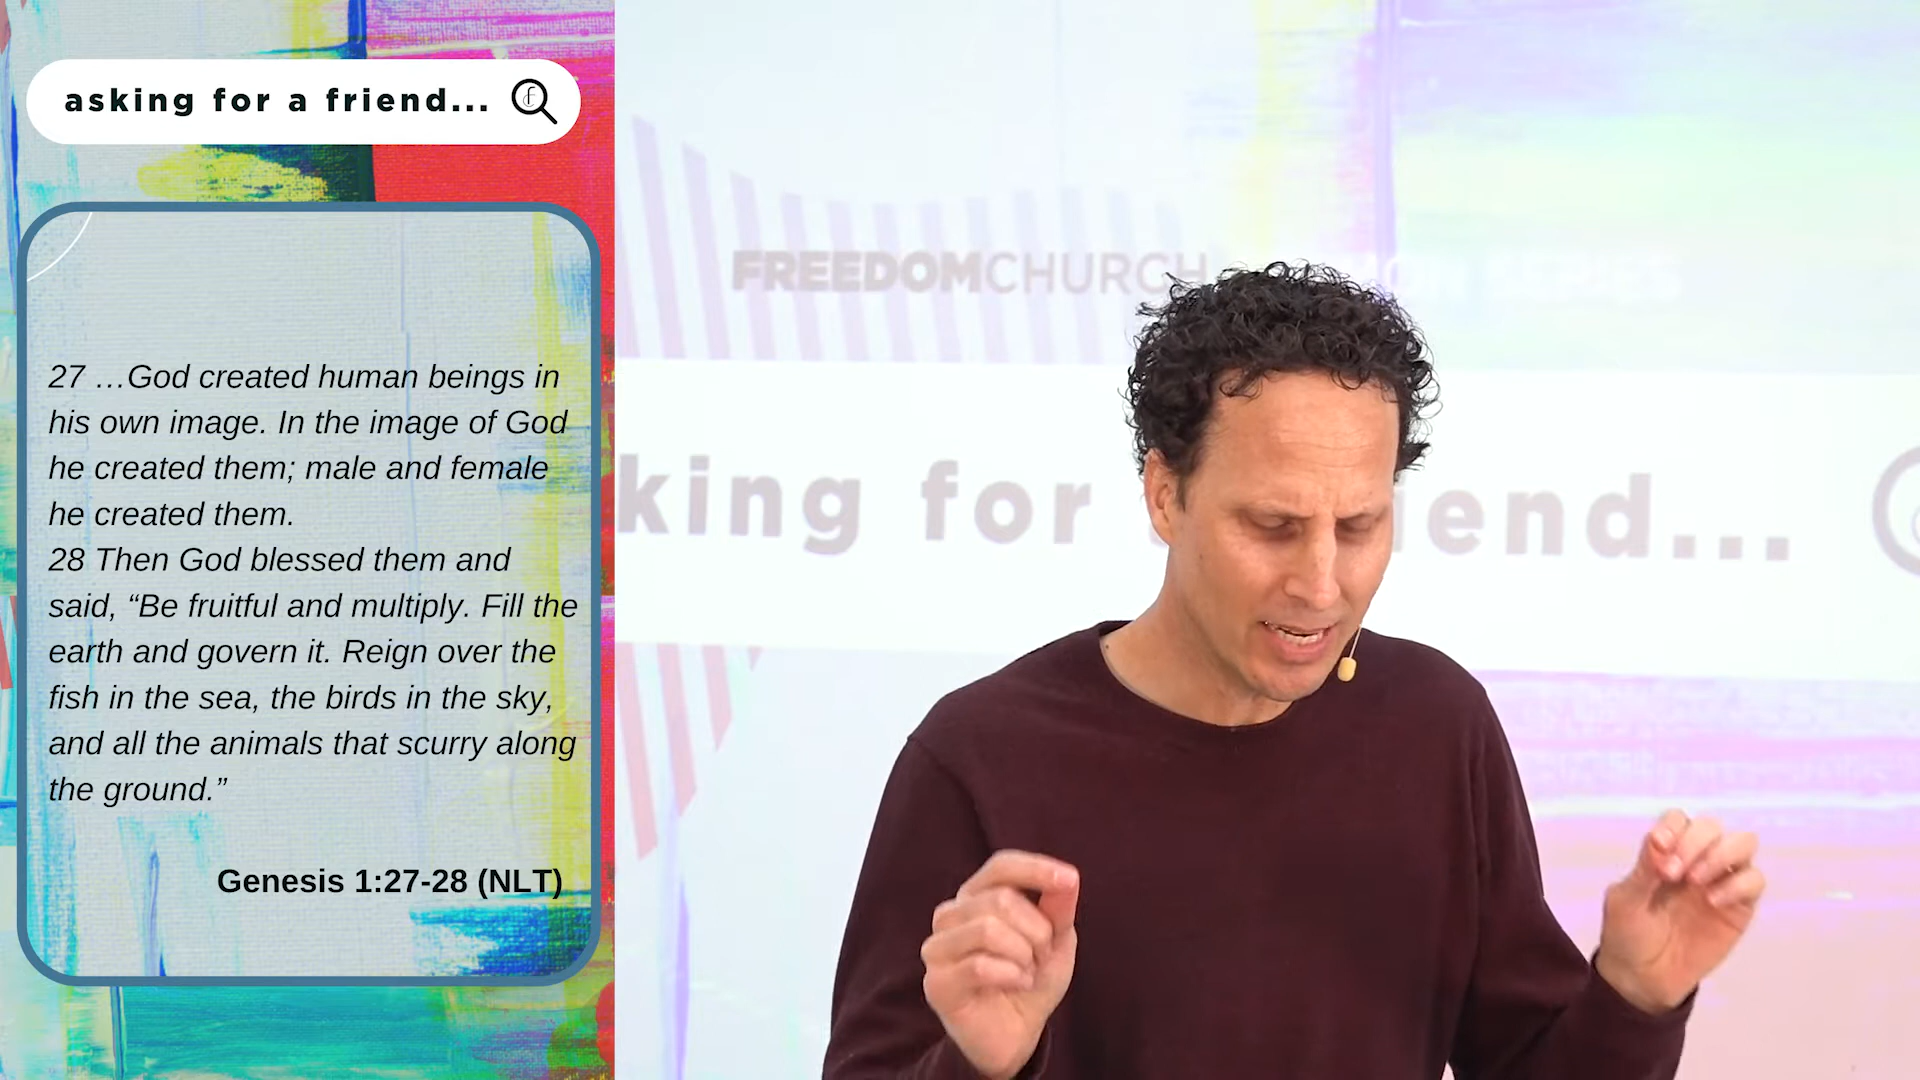 asking for a friend...
27 …God created human beings in
his own image. In the image of God
he created them; male and female
he created them.
28 Then God blessed them and
said, “Be fruitful and multiply. Fill the
earth and govern it. Reign over the
fish in the sea, the birds in the sky,
and all the animals that scurry along
the ground.”
Genesis 1:27-28 (NLT)
FREEDOMCHURCH
king for iend...